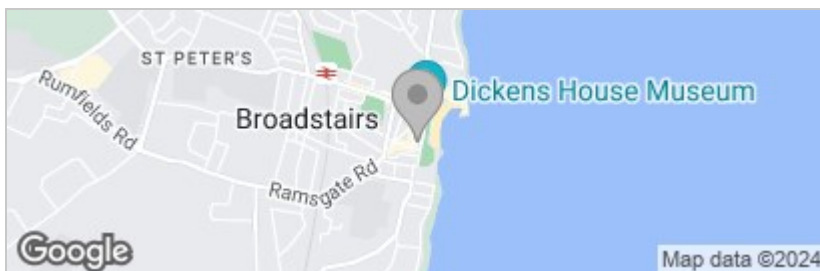 ST PETER'S
Rumfields Rd
Dickens House Museum
Broadstairs
Ramsgate Rd
Google
Map data ©2024